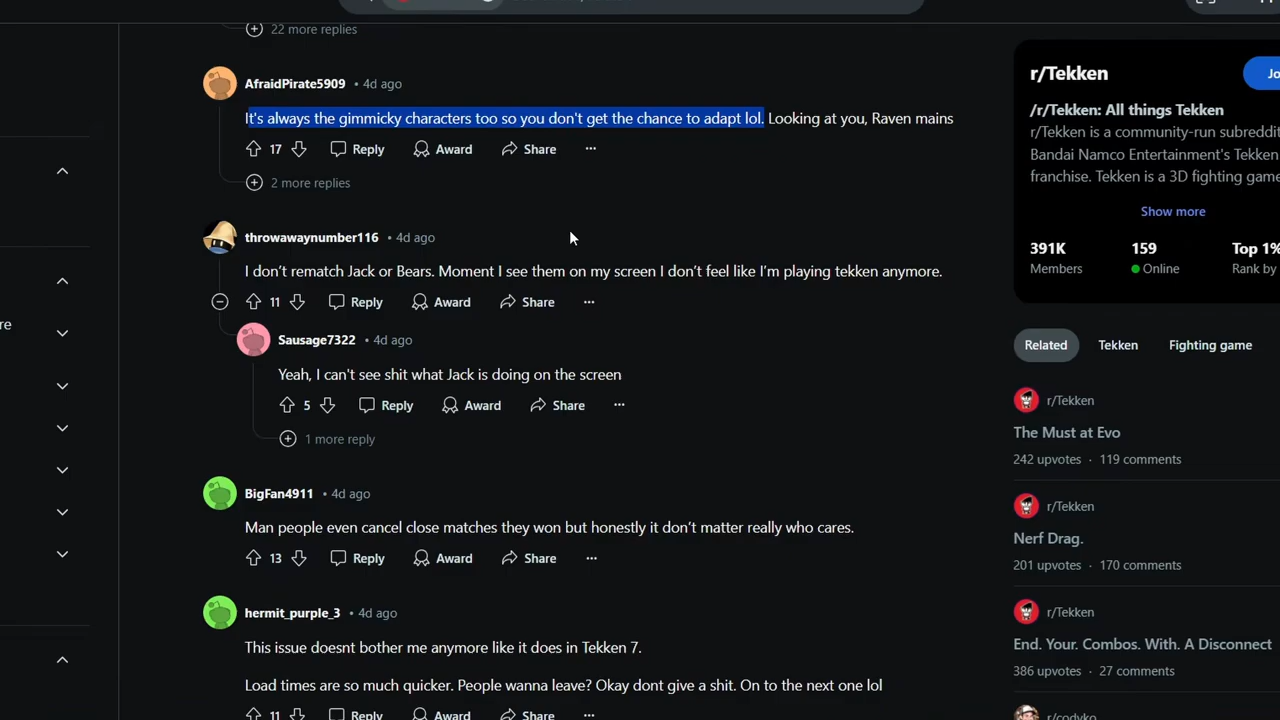 22 more replies
AfraidPirate5909 • 4d ago
It's always the gimmicky characters too so you don't get the chance to adapt lol. Looking at you, Raven mains
17 Reply Award Share ...
2 more replies
throwawaynumber116 • 4d ago
I don't rematch Jack or Bears. Moment I see them on my screen I don't feel like I'm playing tekken anymore.
11 Reply Award Share ...
Sausage7322 • 4d ago
Yeah, I can't see shit what Jack is doing on the screen
5 Reply Award Share ...
1 more reply
BigFan4911 • 4d ago
Man people even cancel close matches they won but honestly it don't matter really who cares.
13 Reply Award Share ...
hermit_purple_3 • 4d ago
This issue doesnt bother me anymore like it does in Tekken 7.
Load times are so much quicker. People wanna leave? Okay dont give a shit. On to the next one lol
11 Reply Award Share ...
re
r/Tekken
Jo
/r/Tekken: All things Tekken
r/Tekken is a community-run subreddit
Bandai Namco Entertainment's Tekken
franchise. Tekken is a 3D fighting game
Show more
391K 159 Top 1%
Members Online Rank by
Related Tekken Fighting game
r/Tekken
The Must at Evo
242 upvotes · 119 comments
r/Tekken
Nerf Drag.
201 upvotes · 170 comments
r/Tekken
End. Your. Combos. With. A Disconnect
386 upvotes · 27 comments
r/codyko